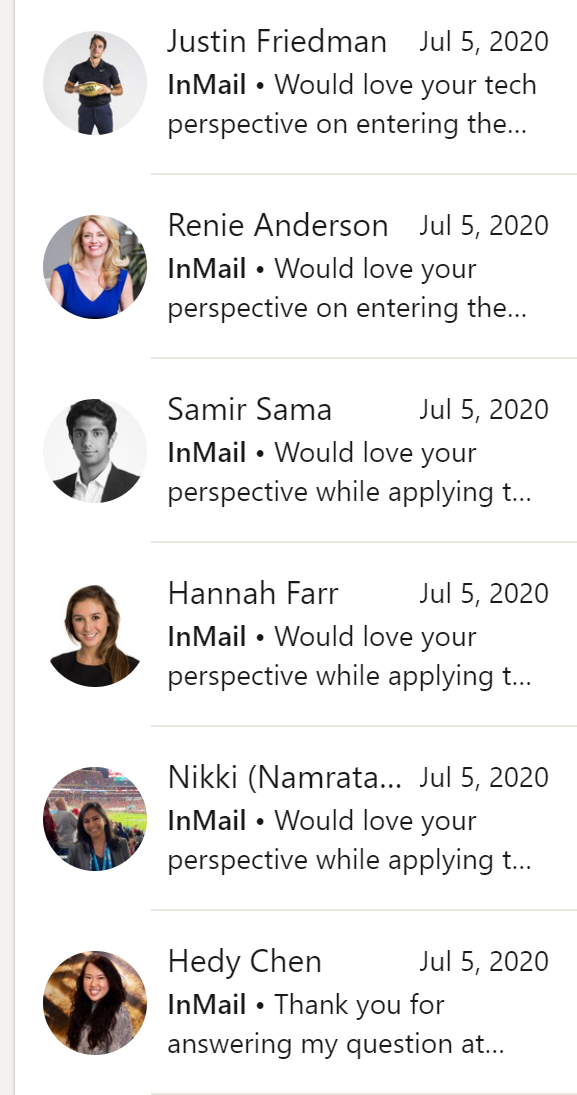 Justin Friedman Jul 5, 2020
InMail • Would love your tech
perspective on entering the...
Renie Anderson Jul 5, 2020
InMail • Would love your
perspective on entering the...
Samir Sama Jul 5, 2020
InMail • Would love your
perspective while applying t...
Hannah Farr Jul 5, 2020
InMail • Would love your
perspective while applying t...
Nikki (Namrata... Jul 5, 2020
InMail • Would love your
perspective while applying t...
Hedy Chen Jul 5, 2020
InMail • Thank you for
answering my question at...